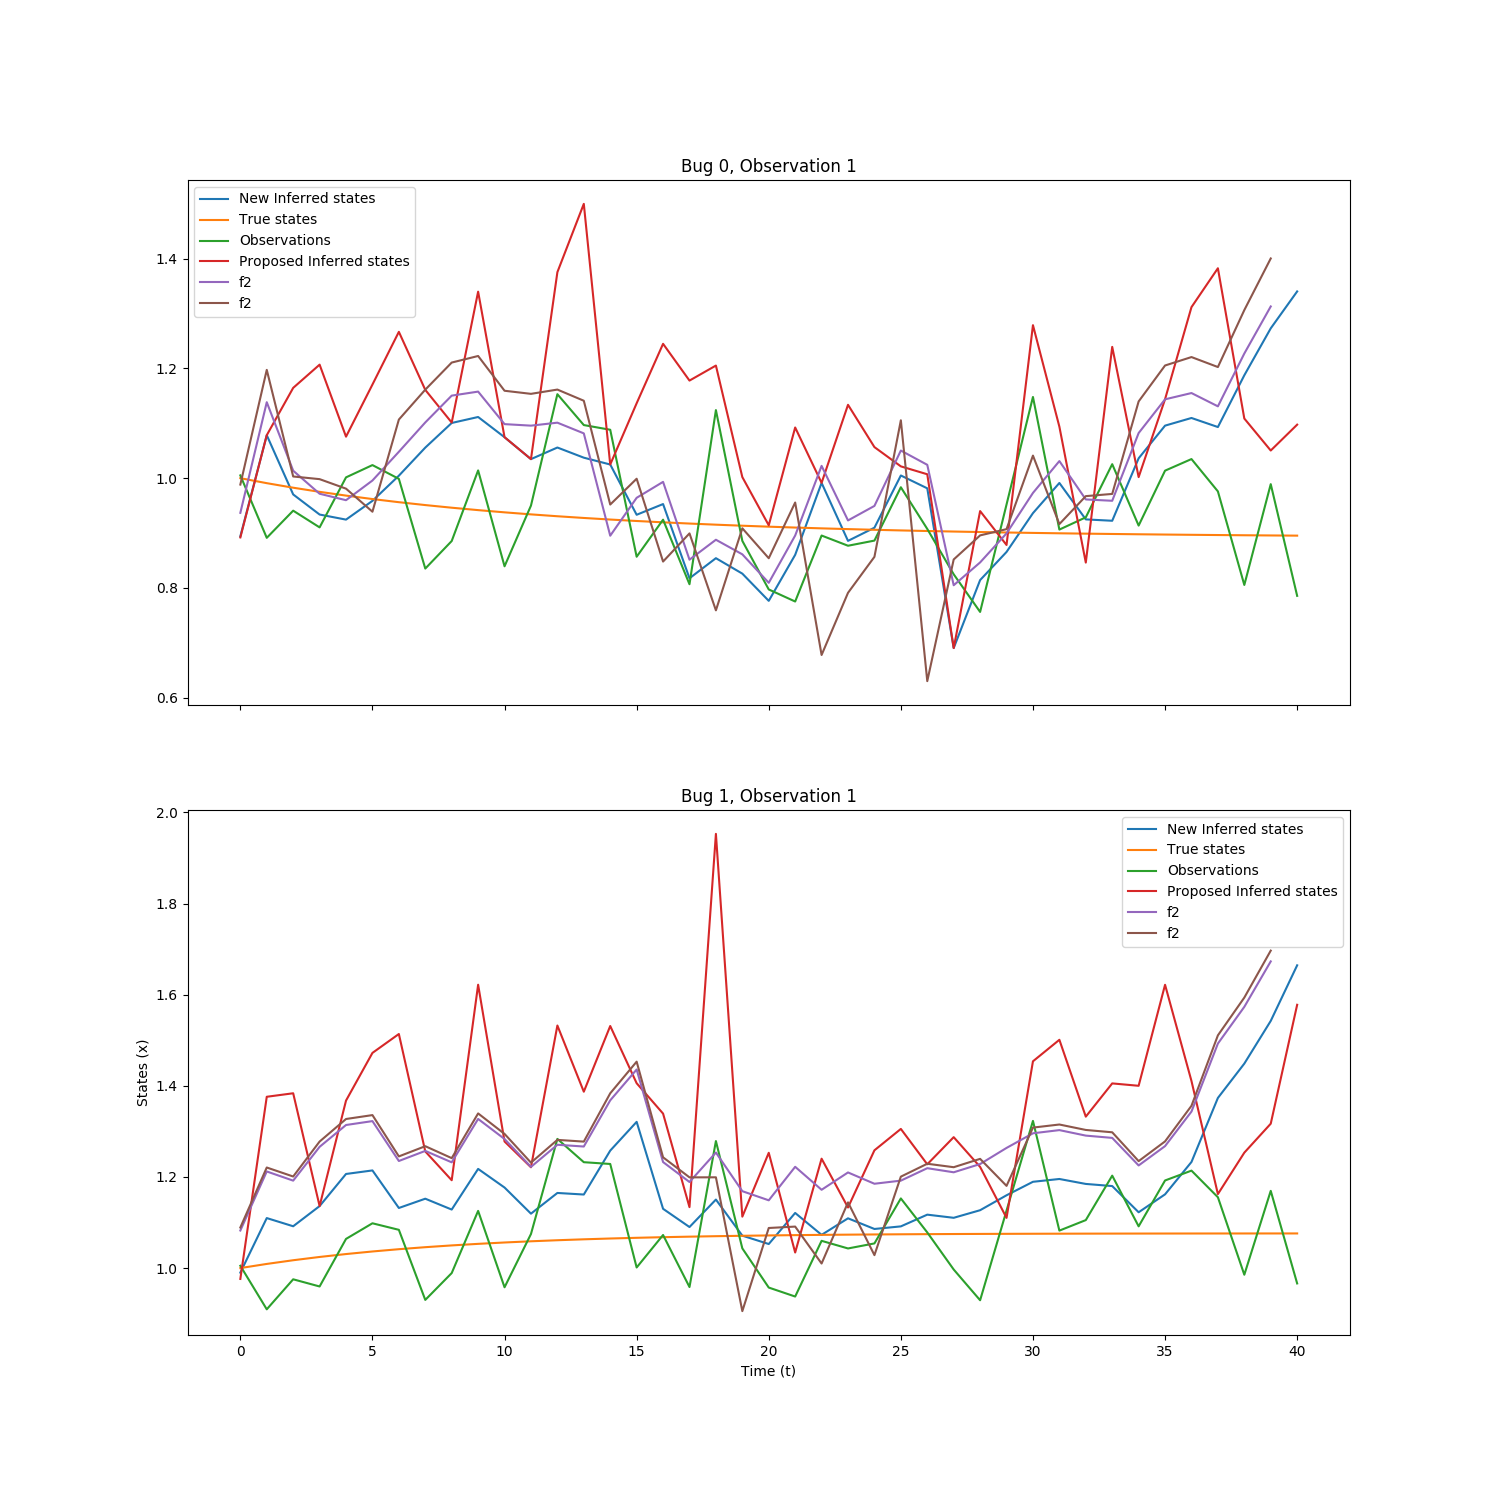 Bug 0, Observation 1
New Inferred states
True states
Observations
Proposed Inferred states
f2
f2
1.4
1.2
1.0
0.8
0.6
Bug 1, Observation 1
New Inferred states
True states
Observations
Proposed Inferred states
f2
f2
2.0
1.8
1.6
1.4
1.2
1.0
States (x)
0 5 10 15 20 25 30 35 40
Time (t)